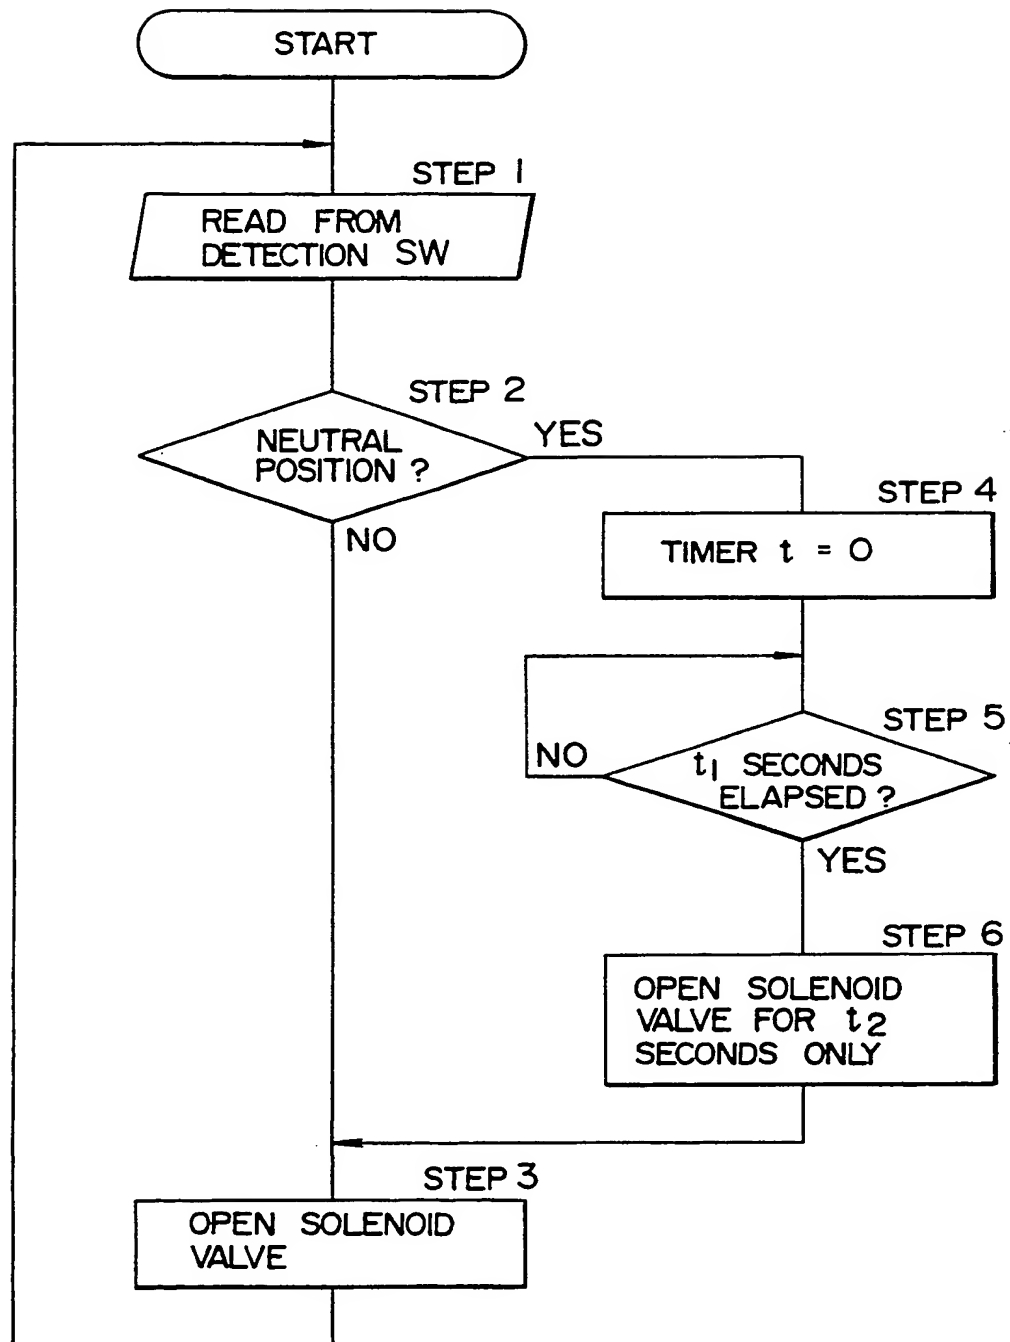 START
STEP 1
READ FROM
DETECTION SW
STEP 2
NEUTRAL
POSITION ?
YES
NO
STEP 4
TIMER t = 0
STEP 5
t1 SECONDS
ELAPSED ?
NO
YES
STEP 6
OPEN SOLENOID
VALVE FOR t2
SECONDS ONLY
STEP 3
OPEN SOLENOID
VALVE